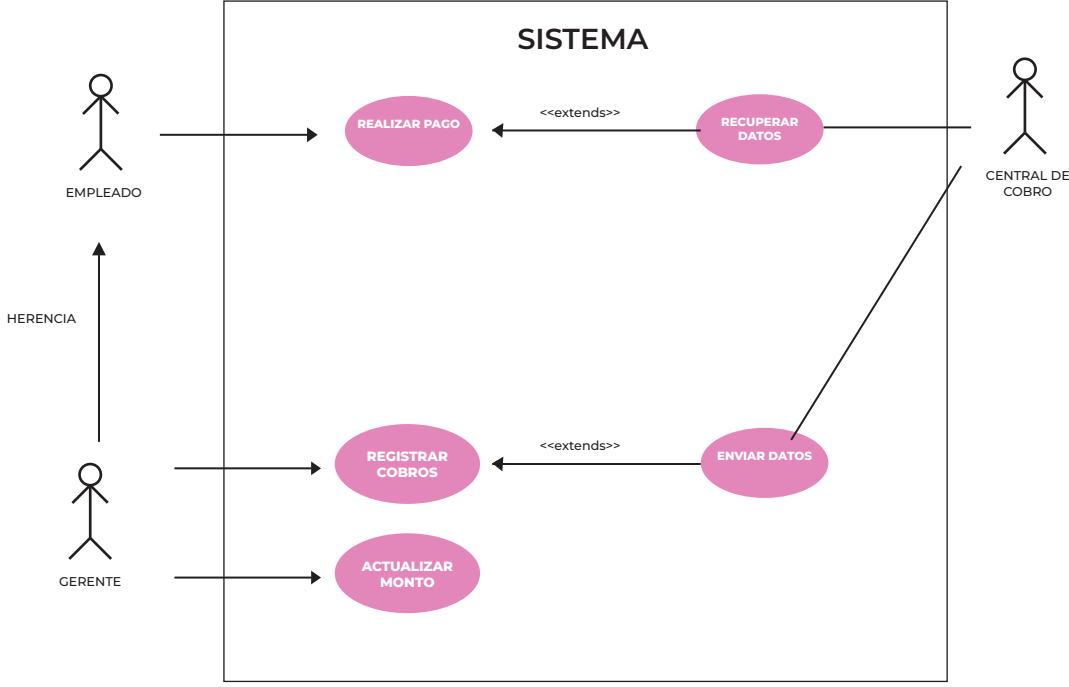 SISTEMA
REALIZAR PAGO
<<extends>>
RECUPERAR
DATOS
EMPLEADO
CENTRAL DE
COBRO
HERENCIA
REGISTRAR
COBROS
<<extends>>
ENVIAR DATOS
ACTUALIZAR
MONTO
GERENTE